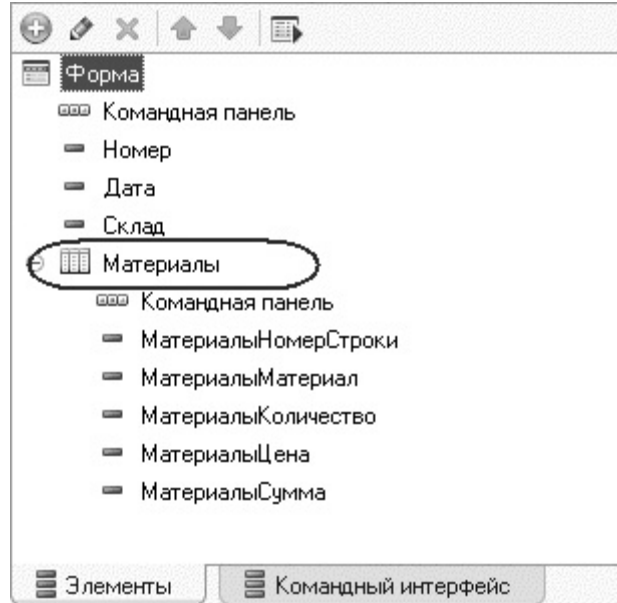 Форма
Командная панель
Номер
Дата
Склад
Материалы
Командная панель
МатериалыНомерСтроки
МатериалыМатериал
МатериалыКоличество
МатериалыЦена
МатериалыСумма
Элементы
Командный интерфейс